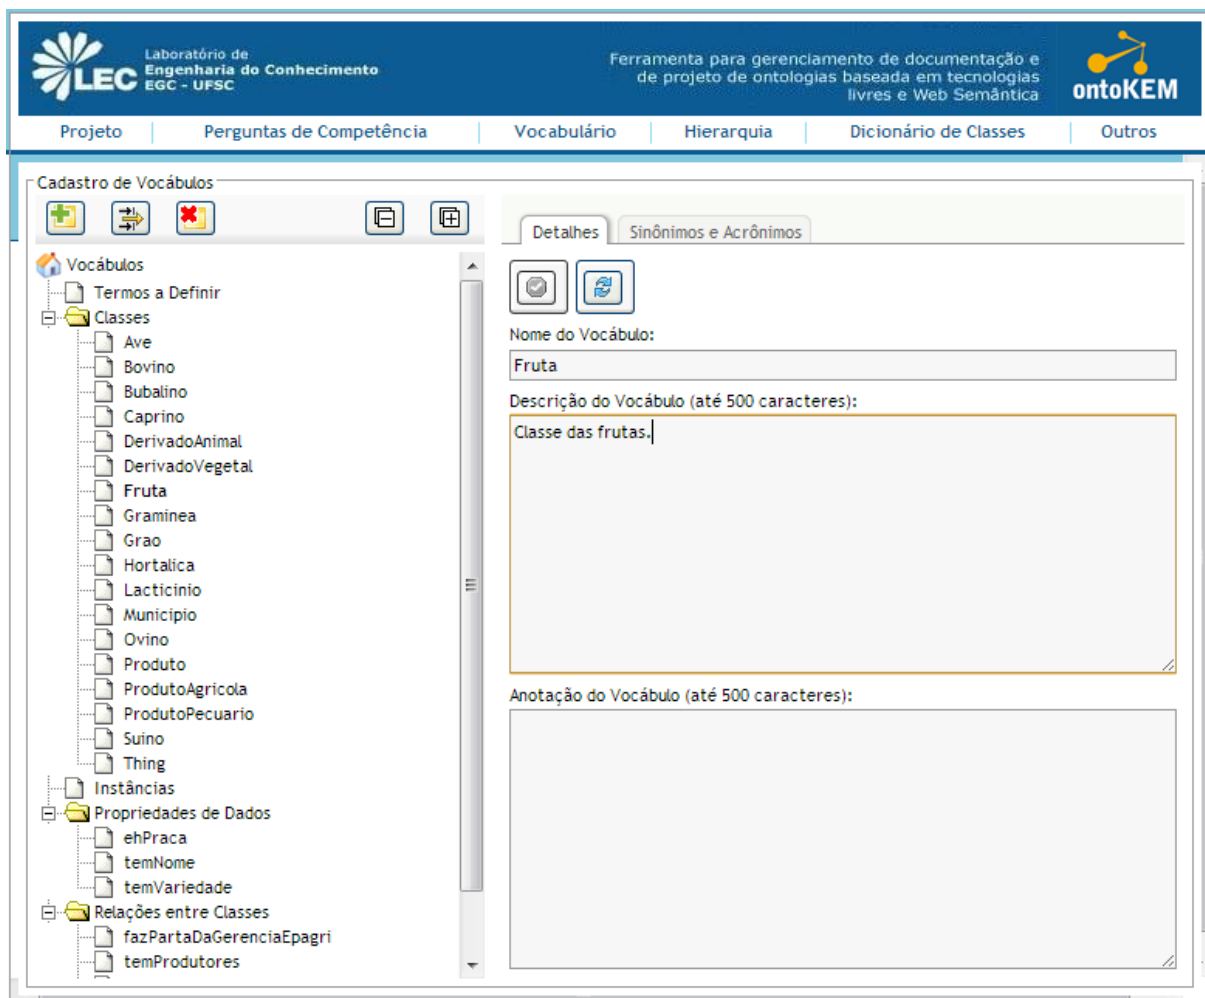 LEC
Laboratório de
Engenharia do Conhecimento
EGC - UFSC
Ferramenta para gerenciamento de documentação e
de projeto de ontologias baseada em tecnologias
livres e Web Semântica
ontoKEM
Projeto Perguntas de Competência Vocabulário Hierarquia Dicionário de Classes Outros
Cadastro de Vocábulos
Vocábulos
Termos a Definir
Classes
Ave
Bovino
Bubalino
Caprino
DerivadoAnimal
DerivadoVegetal
Fruta
Graminea
Grao
Hortalica
Lacticinio
Municipio
Ovino
Produto
ProdutoAgricola
ProdutoPecuario
Suino
Thing
Instâncias
Propriedades de Dados
ehPraca
temNome
temVariedade
Relações entre Classes
fazPartaDaGerenciaEpagri
temProdutores
Detalhes Sinônimos e Acrônimos
Nome do Vocábulo:
Fruta
Descrição do Vocábulo (até 500 caracteres):
Classe das frutas.
Anotação do Vocábulo (até 500 caracteres):